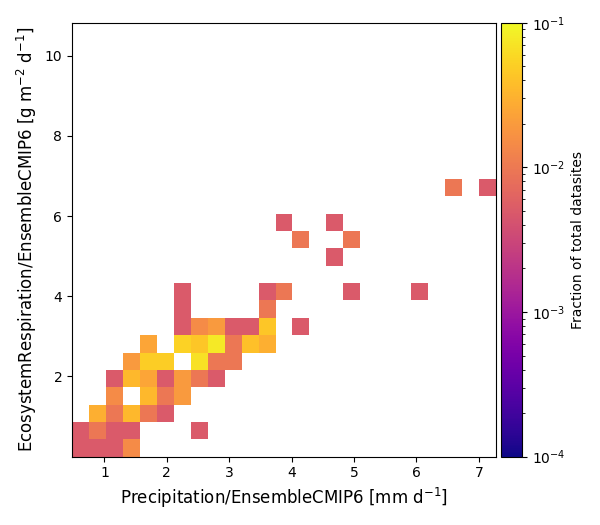 EcosystemRespiration/EnsembleCMIP6 [g m⁻² d⁻¹]
10
8
6
4
2
1 2 3 4 5 6 7
Precipitation/EnsembleCMIP6 [mm d⁻¹]
10⁻¹
10⁻²
10⁻³
10⁻⁴
Fraction of total datasites